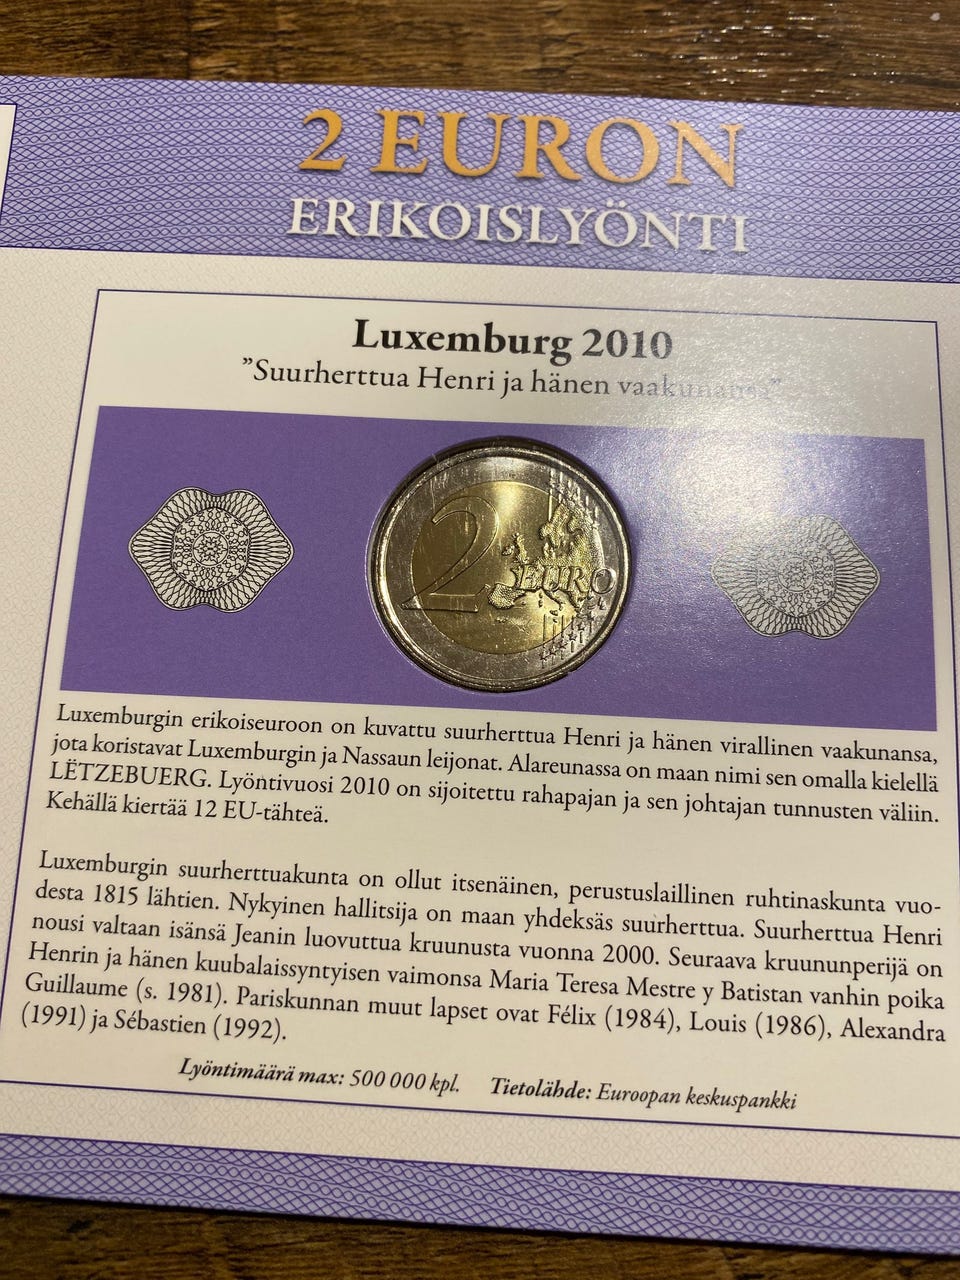 2 EURON
ERIKOISLYÖNTI
Luxemburg 2010
”Suurherttua Henri ja hänen vaakunansa”
2 EURO
Luxemburgin erikoiseuroon on kuvattu suurherttua Henri ja hänen virallinen vaakunansa,
jota koristavat Luxemburgin ja Nassaun leijonat. Alareunassa on maan nimi sen omalla kielellä
LËTZEBUERG. Lyöntivuosi 2010 on sijoitettu rahapajan ja sen johtajan tunnusten väliin.
Kehällä kiertää 12 EU-tähteä.
Luxemburgin suurherttuakunta on ollut itsenäinen, perustuslaillinen ruhtinaskunta vuo-
desta 1815 lähtien. Nykyinen hallitsija on maan yhdeksäs suurherttua. Suurherttua Henri
nousi valtaan isänsä Jeanin luovuttua kruunusta vuonna 2000. Seuraava kruununperijä on
Henrin ja hänen kuubalaissyntyisen vaimonsa Maria Teresa Mestre y Batistan vanhin poika
Guillaume (s. 1981). Pariskunnan muut lapset ovat Félix (1984), Louis (1986), Alexandra
(1991) ja Sébastien (1992).
Lyöntimäärä max: 500 000 kpl. Tietolähde: Euroopan keskuspankki